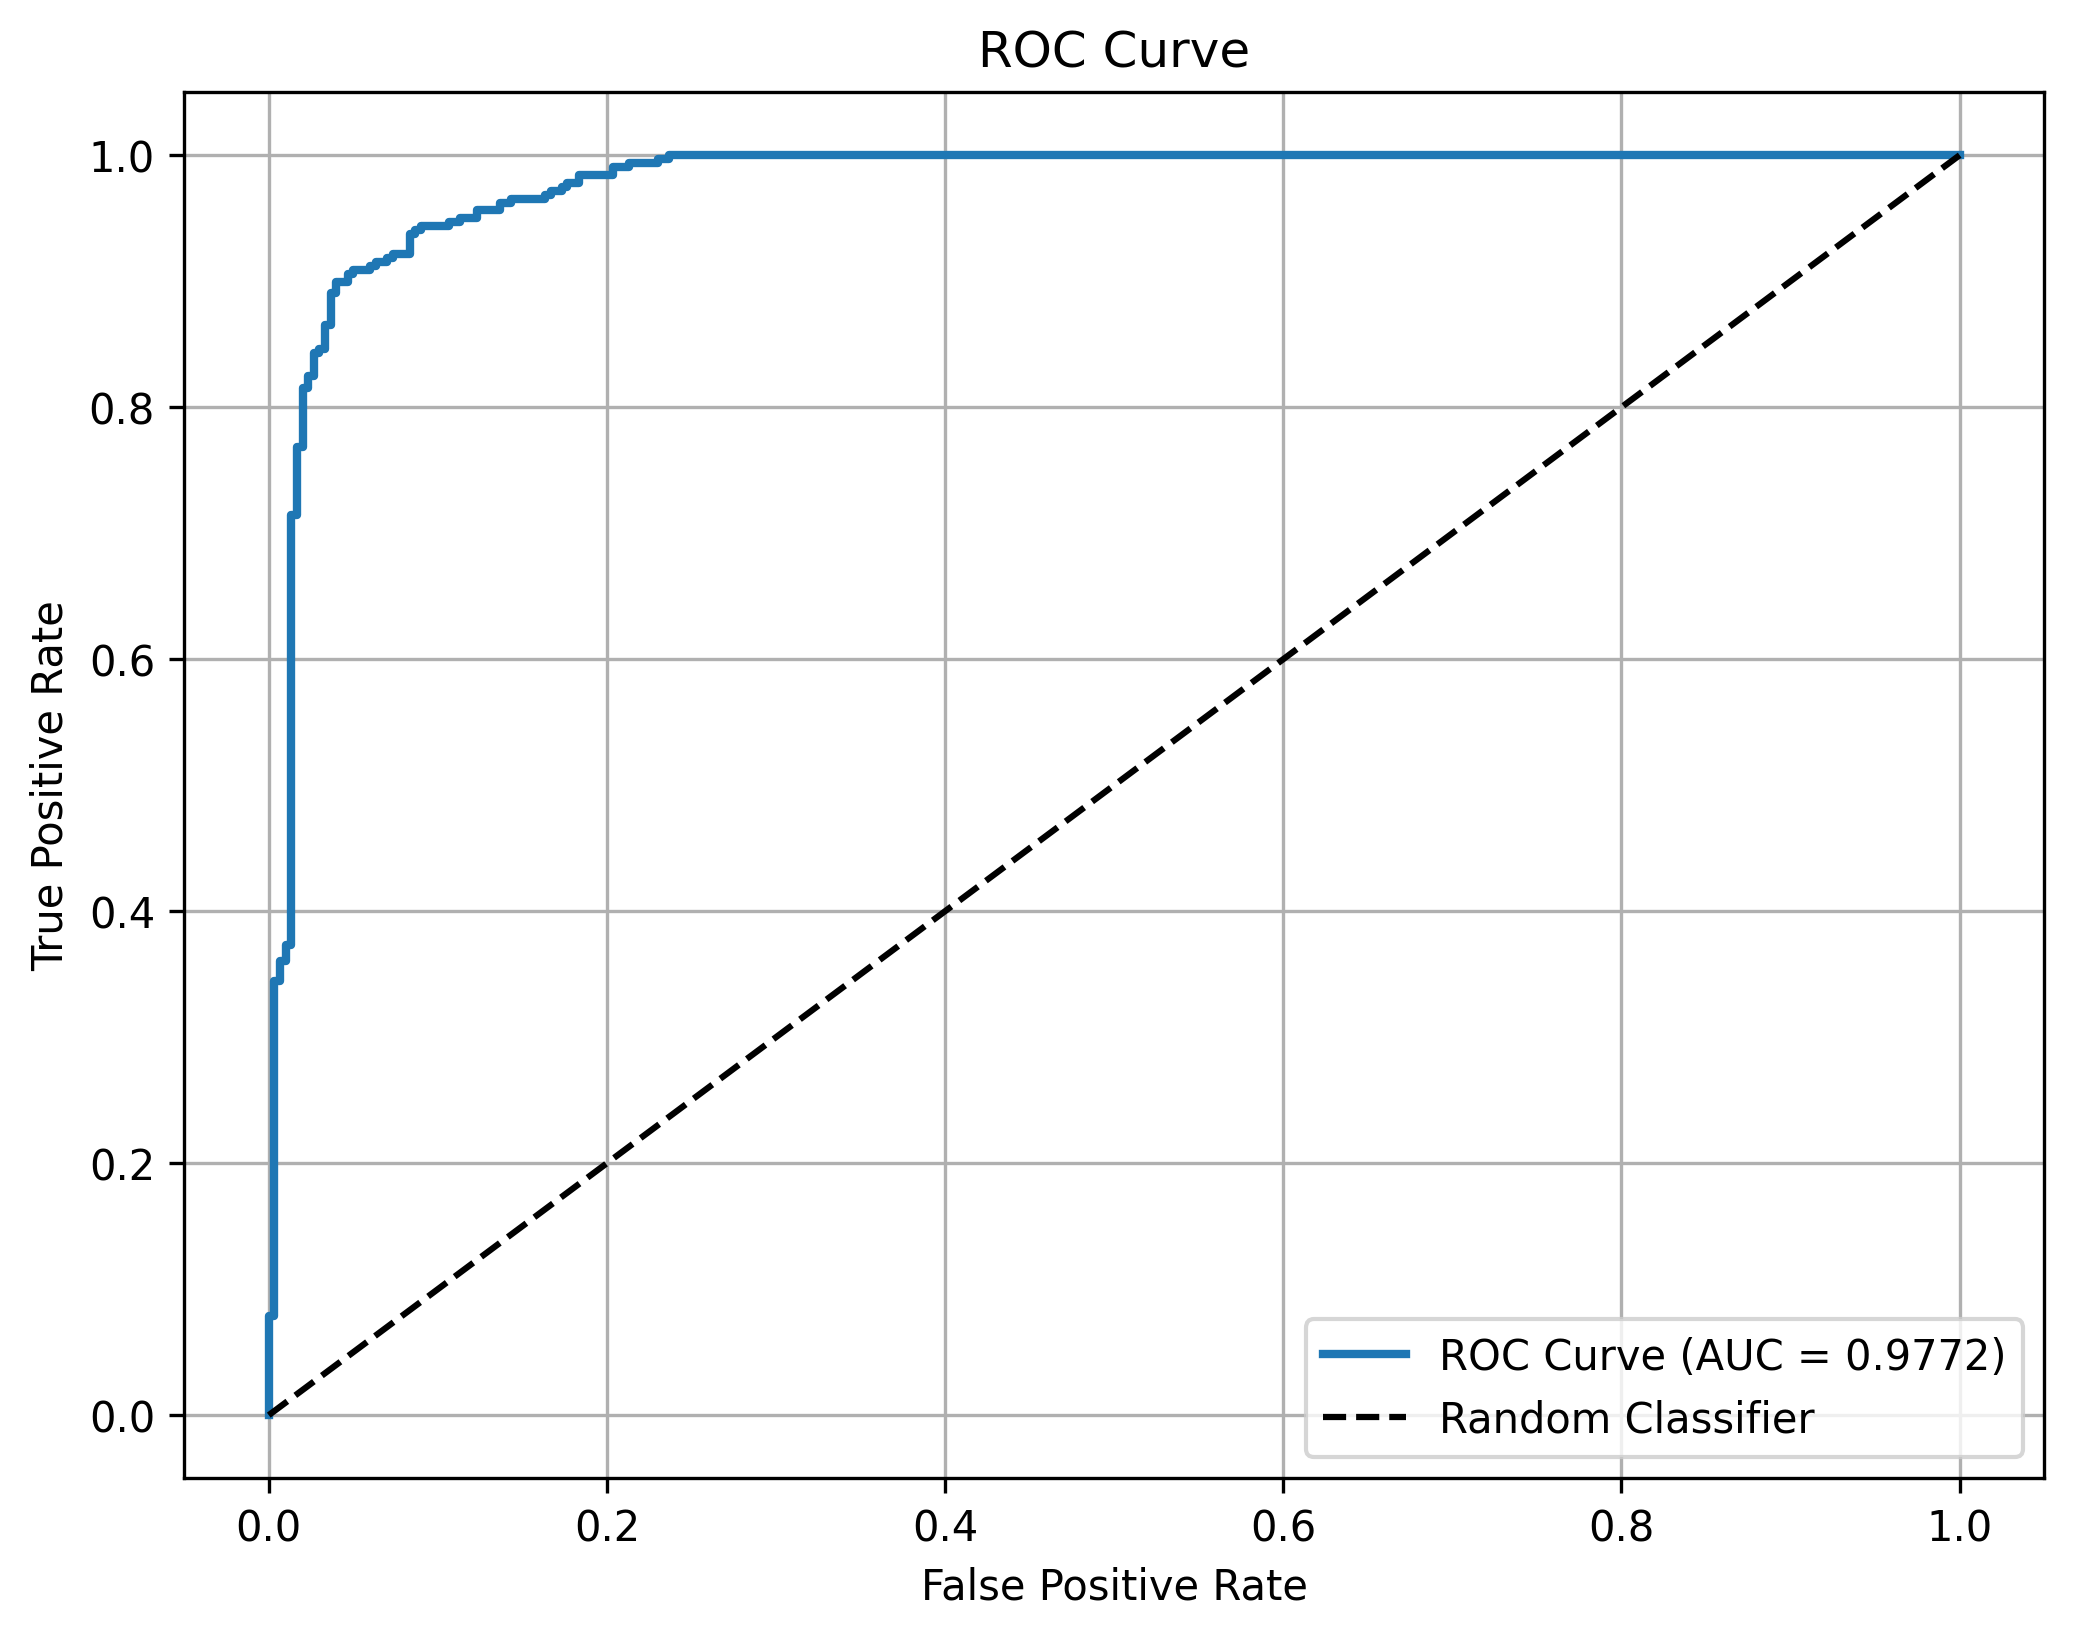 ROC Curve
1.0
0.8
0.6
0.4
0.2
0.0
True Positive Rate
0.0 0.2 0.4 0.6 0.8 1.0
False Positive Rate
ROC Curve (AUC = 0.9772)
Random Classifier